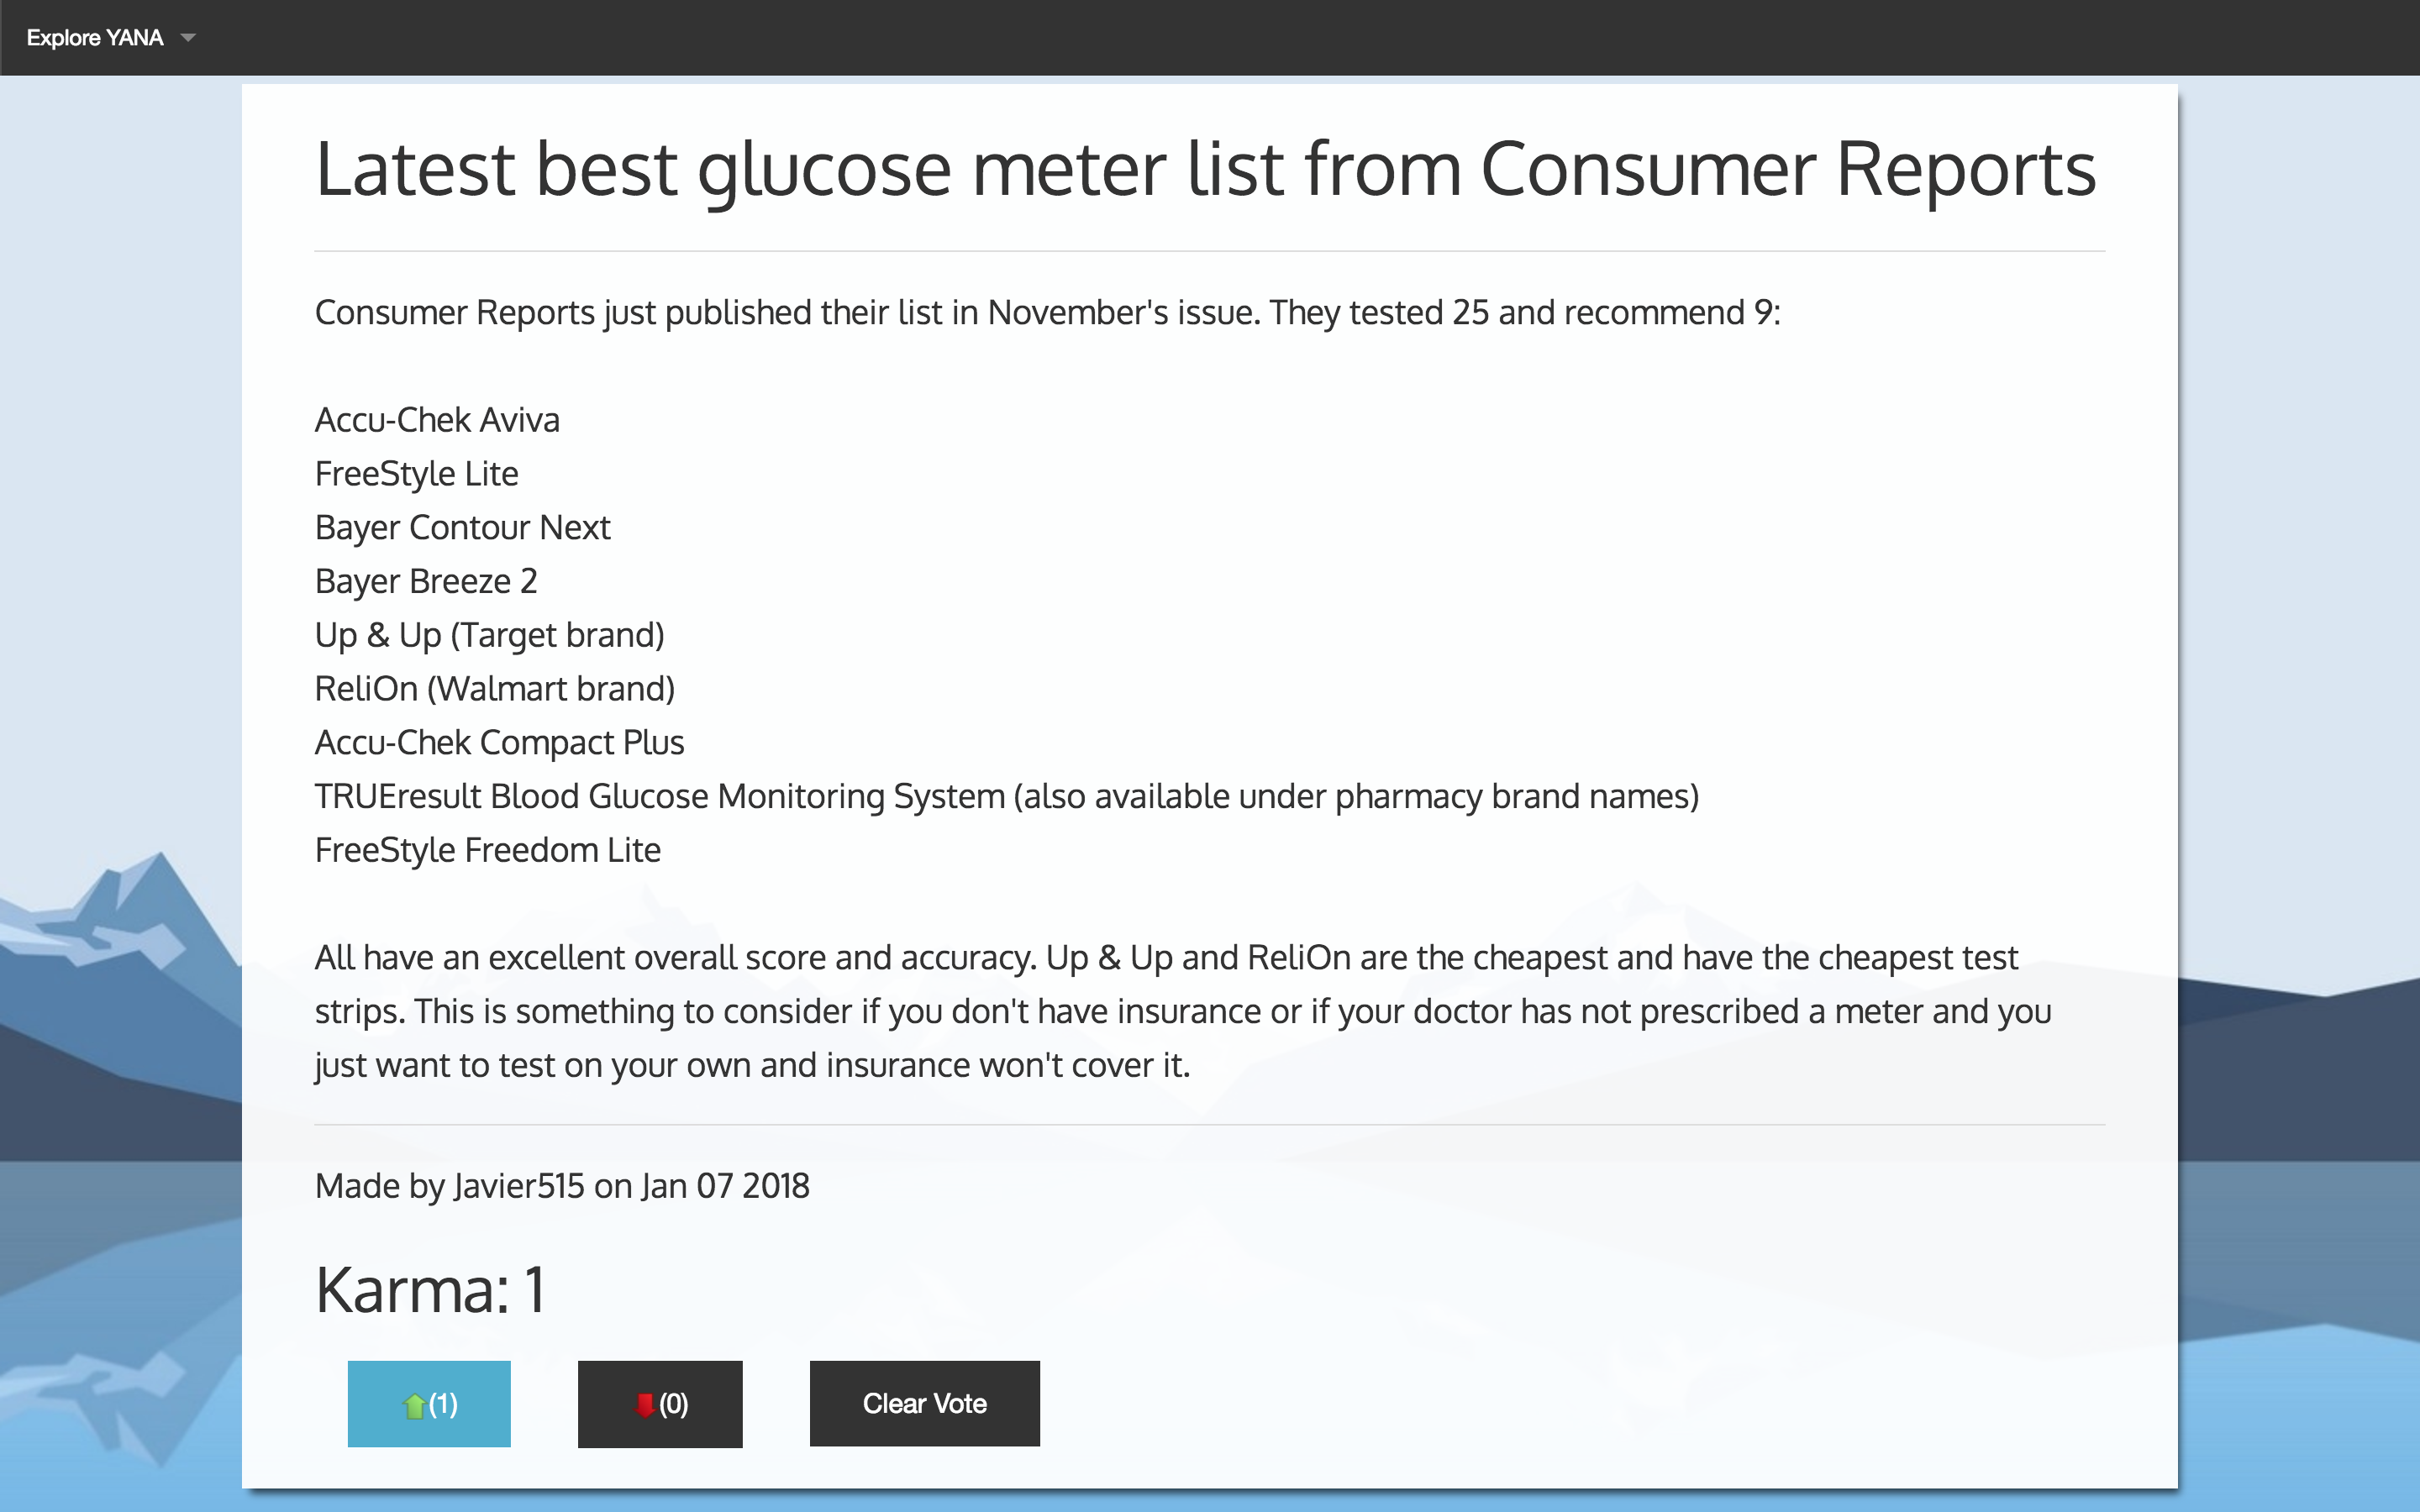 Explore YANA
Latest best glucose meter list from Consumer Reports
Consumer Reports just published their list in November's issue. They tested 25 and recommend 9:
Accu-Chek Aviva
FreeStyle Lite
Bayer Contour Next
Bayer Breeze 2
Up & Up (Target brand)
ReliOn (Walmart brand)
Accu-Chek Compact Plus
TRUEresult Blood Glucose Monitoring System (also available under pharmacy brand names)
FreeStyle Freedom Lite
All have an excellent overall score and accuracy. Up & Up and ReliOn are the cheapest and have the cheapest test
strips. This is something to consider if you don't have insurance or if your doctor has not prescribed a meter and you
just want to test on your own and insurance won't cover it.
Made by Javier515 on Jan 07 2018
Karma: 1
(1) (0) Clear Vote